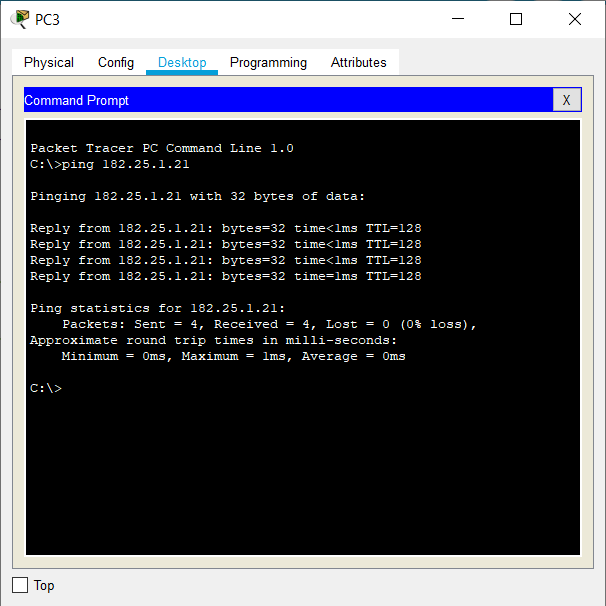 PC3
Physical Config Desktop Programming Attributes
Command Prompt X
Packet Tracer PC Command Line 1.0
C:\>ping 182.25.1.21
Pinging 182.25.1.21 with 32 bytes of data:
Reply from 182.25.1.21: bytes=32 time<1ms TTL=128
Reply from 182.25.1.21: bytes=32 time<1ms TTL=128
Reply from 182.25.1.21: bytes=32 time<1ms TTL=128
Reply from 182.25.1.21: bytes=32 time=1ms TTL=128
Ping statistics for 182.25.1.21:
    Packets: Sent = 4, Received = 4, Lost = 0 (0% loss),
Approximate round trip times in milli-seconds:
    Minimum = 0ms, Maximum = 1ms, Average = 0ms
C:\>
Top